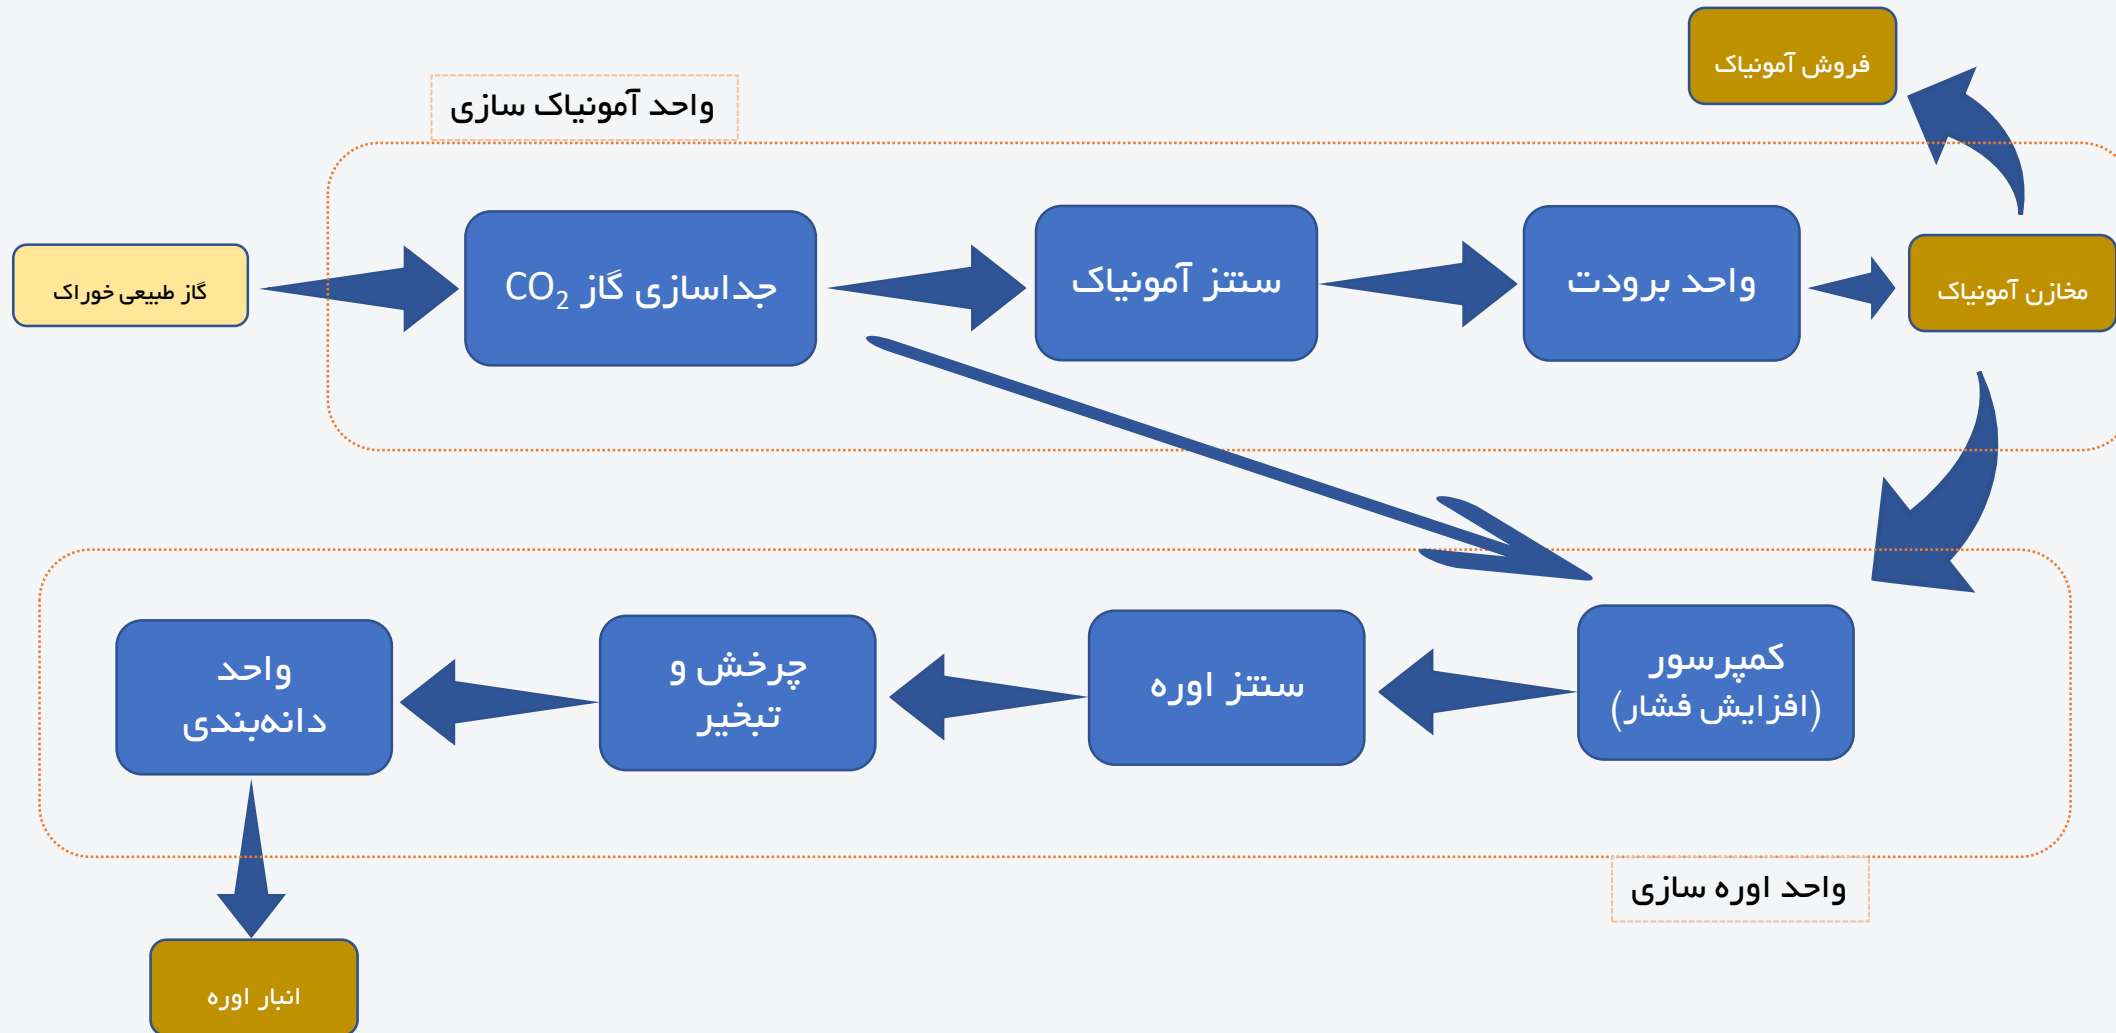 فروش آمونیاک
واحد آمونیاک سازی
گاز طبیعی خوراک
جداسازی گاز CO₂
سنتز آمونیاک
واحد برودت
مخازن آمونیاک
کمپرسور
(افزایش فشار)
سنتز اوره
چرخش و
تبخیر
واحد
دانه‌بندی
واحد اوره سازی
انبار اوره